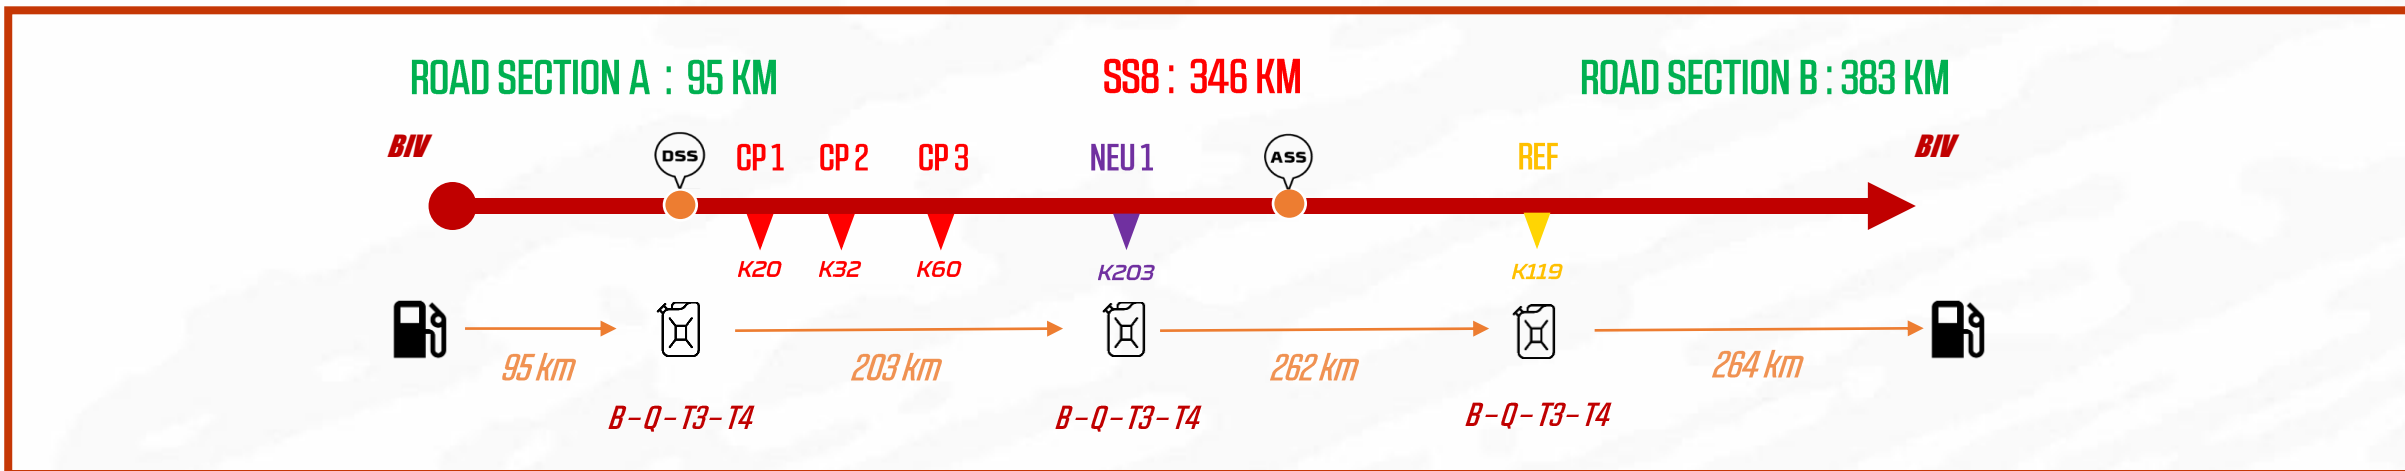 ROAD SECTION A : 95 KM
SS8 : 346 KM
ROAD SECTION B : 383 KM
BIV
DSS
CP 1
CP 2
CP 3
NEU 1
ASS
REF
BIV
K20
K32
K60
K203
K119
95 km
203 km
262 km
264 km
B – Q – T3 – T4
B – Q – T3 – T4
B – Q – T3 – T4